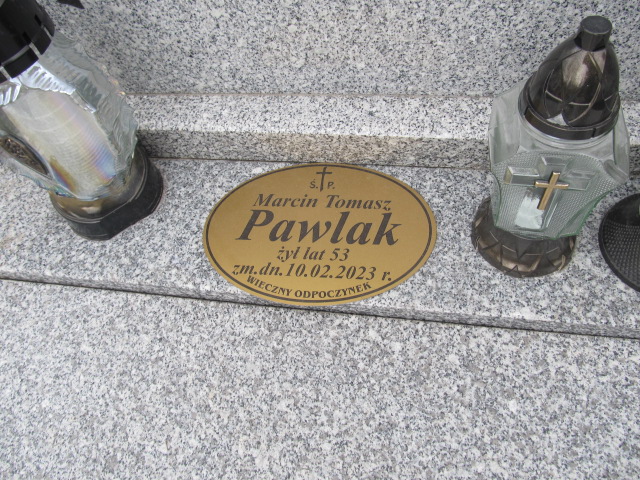 Ś. P.
Marcin Tomasz
Pawlak
żył lat 53
zm.dn.10.02.2023 r.
WIECZNY ODPOCZYNEK